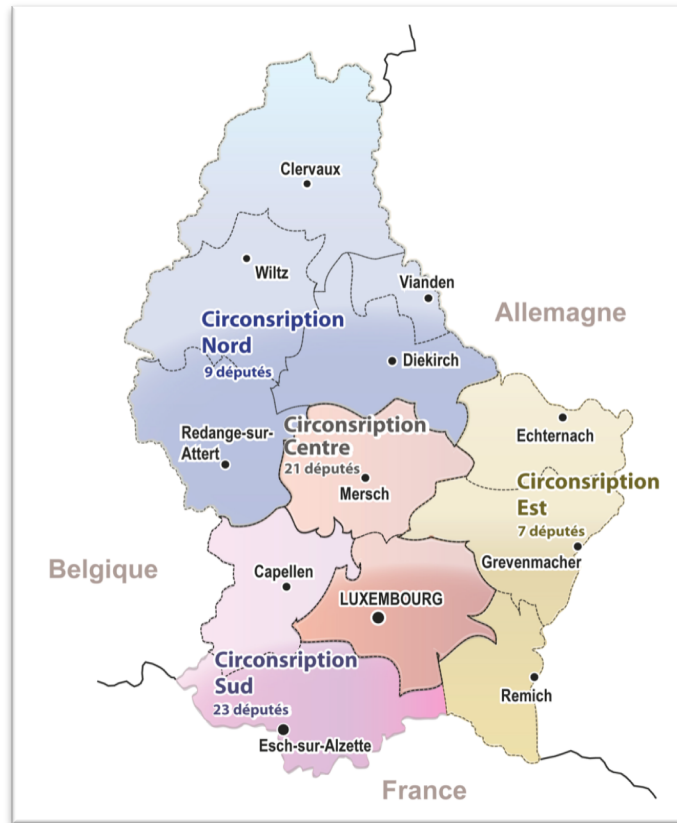 Clervaux
Wiltz
Vianden
Allemagne
Circonsription
Nord
9 députés
Diekirch
Redange-sur-
Attert
Circonsription
Centre
21 députés
Mersch
Echternach
Circonsription
Est
7 députés
Grevenmacher
Belgique
Capellen
LUXEMBOURG
Circonsription
Sud
23 députés
Remich
Esch-sur-Alzette
France